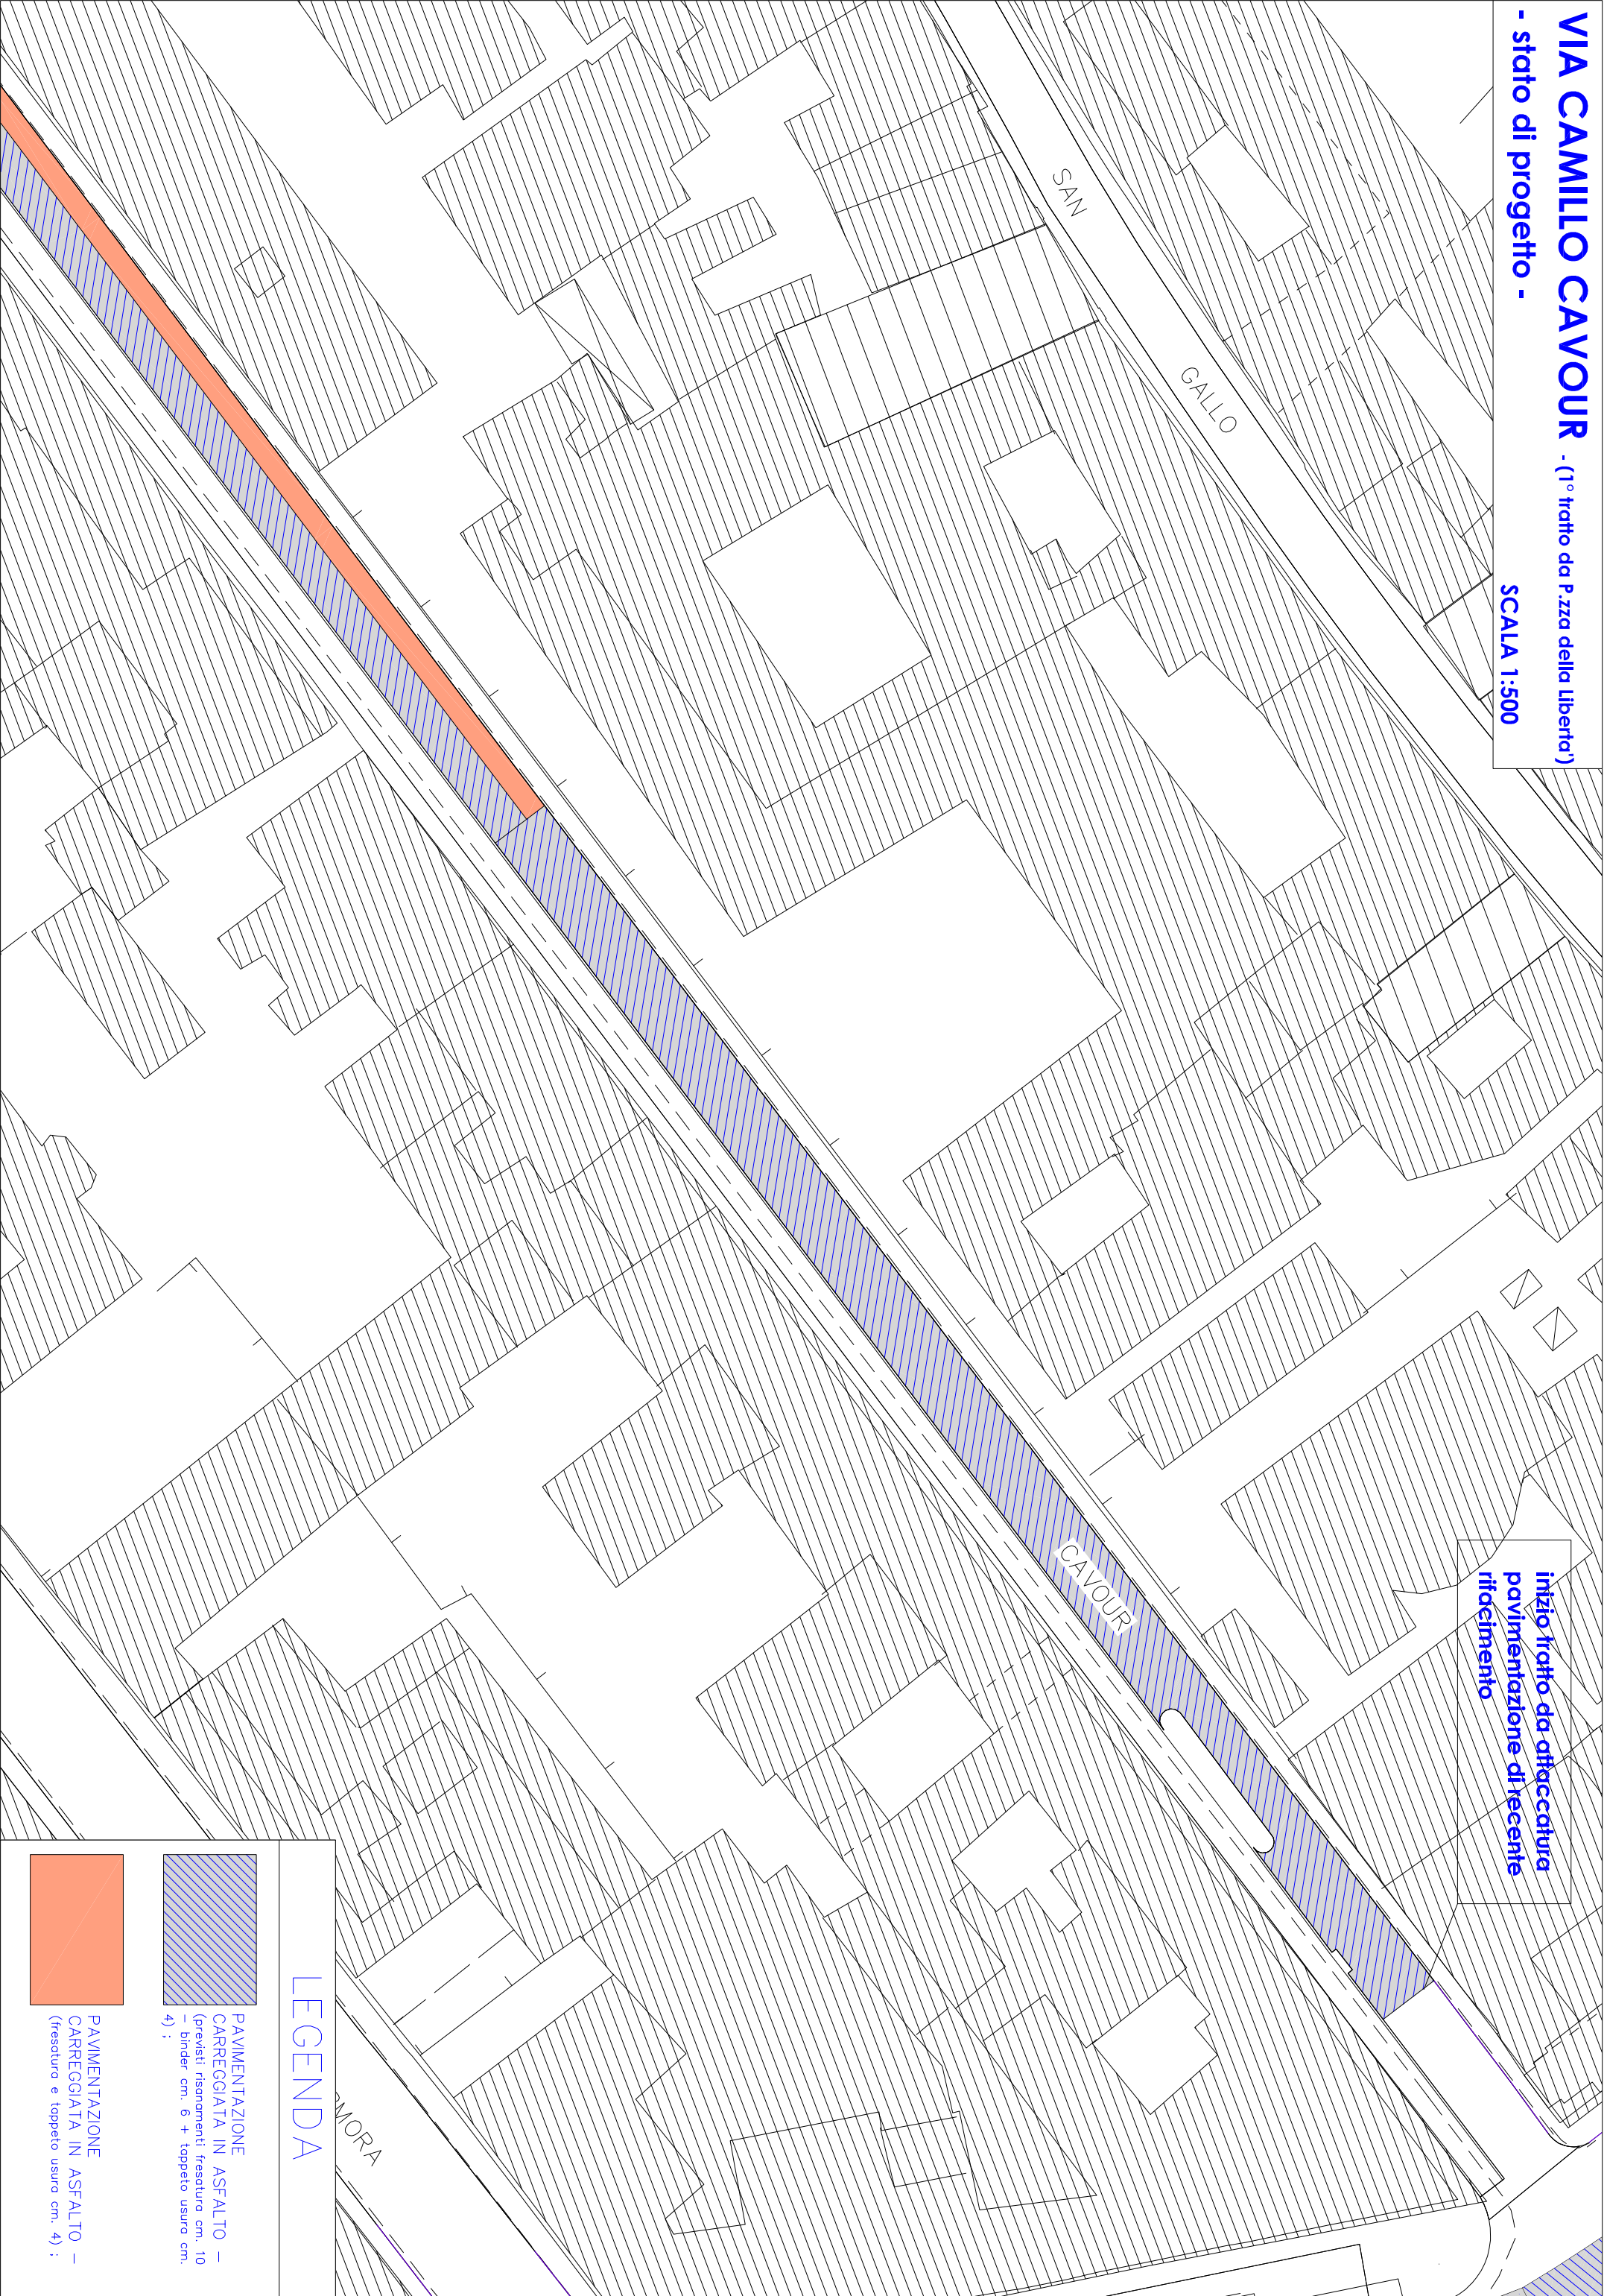 VIA CAMILLO CAVOUR - (1° tratto da P.zza della Liberta')
- stato di progetto -
SCALA 1:500
SAN
GALLO
CAVOUR
inizio tratto da attaccatura
pavimentazione di recente
rifacimento
LEGENDA
PAVIMENTAZIONE
CARREGGIATA IN ASFALTO –
(previsti risanamenti fresatura cm. 10
– binder cm. 6 + tappeto usura cm.
4) ;
PAVIMENTAZIONE
CARREGGIATA IN ASFALTO –
(fresatura e tappeto usura cm. 4) ;